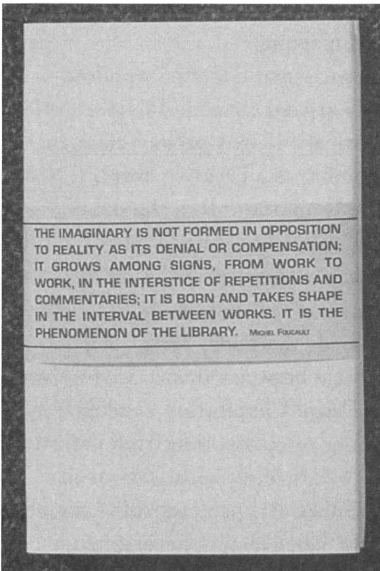 THE IMAGINARY IS NOT FORMED IN OPPOSITION
TO REALITY AS ITS DENIAL OR COMPENSATION;
IT GROWS AMONG SIGNS, FROM WORK TO
WORK, IN THE INTERSTICE OF REPETITIONS AND
COMMENTARIES; IT IS BORN AND TAKES SHAPE
IN THE INTERVAL BETWEEN WORKS. IT IS THE
PHENOMENON OF THE LIBRARY. MICHEL FOUCAULT